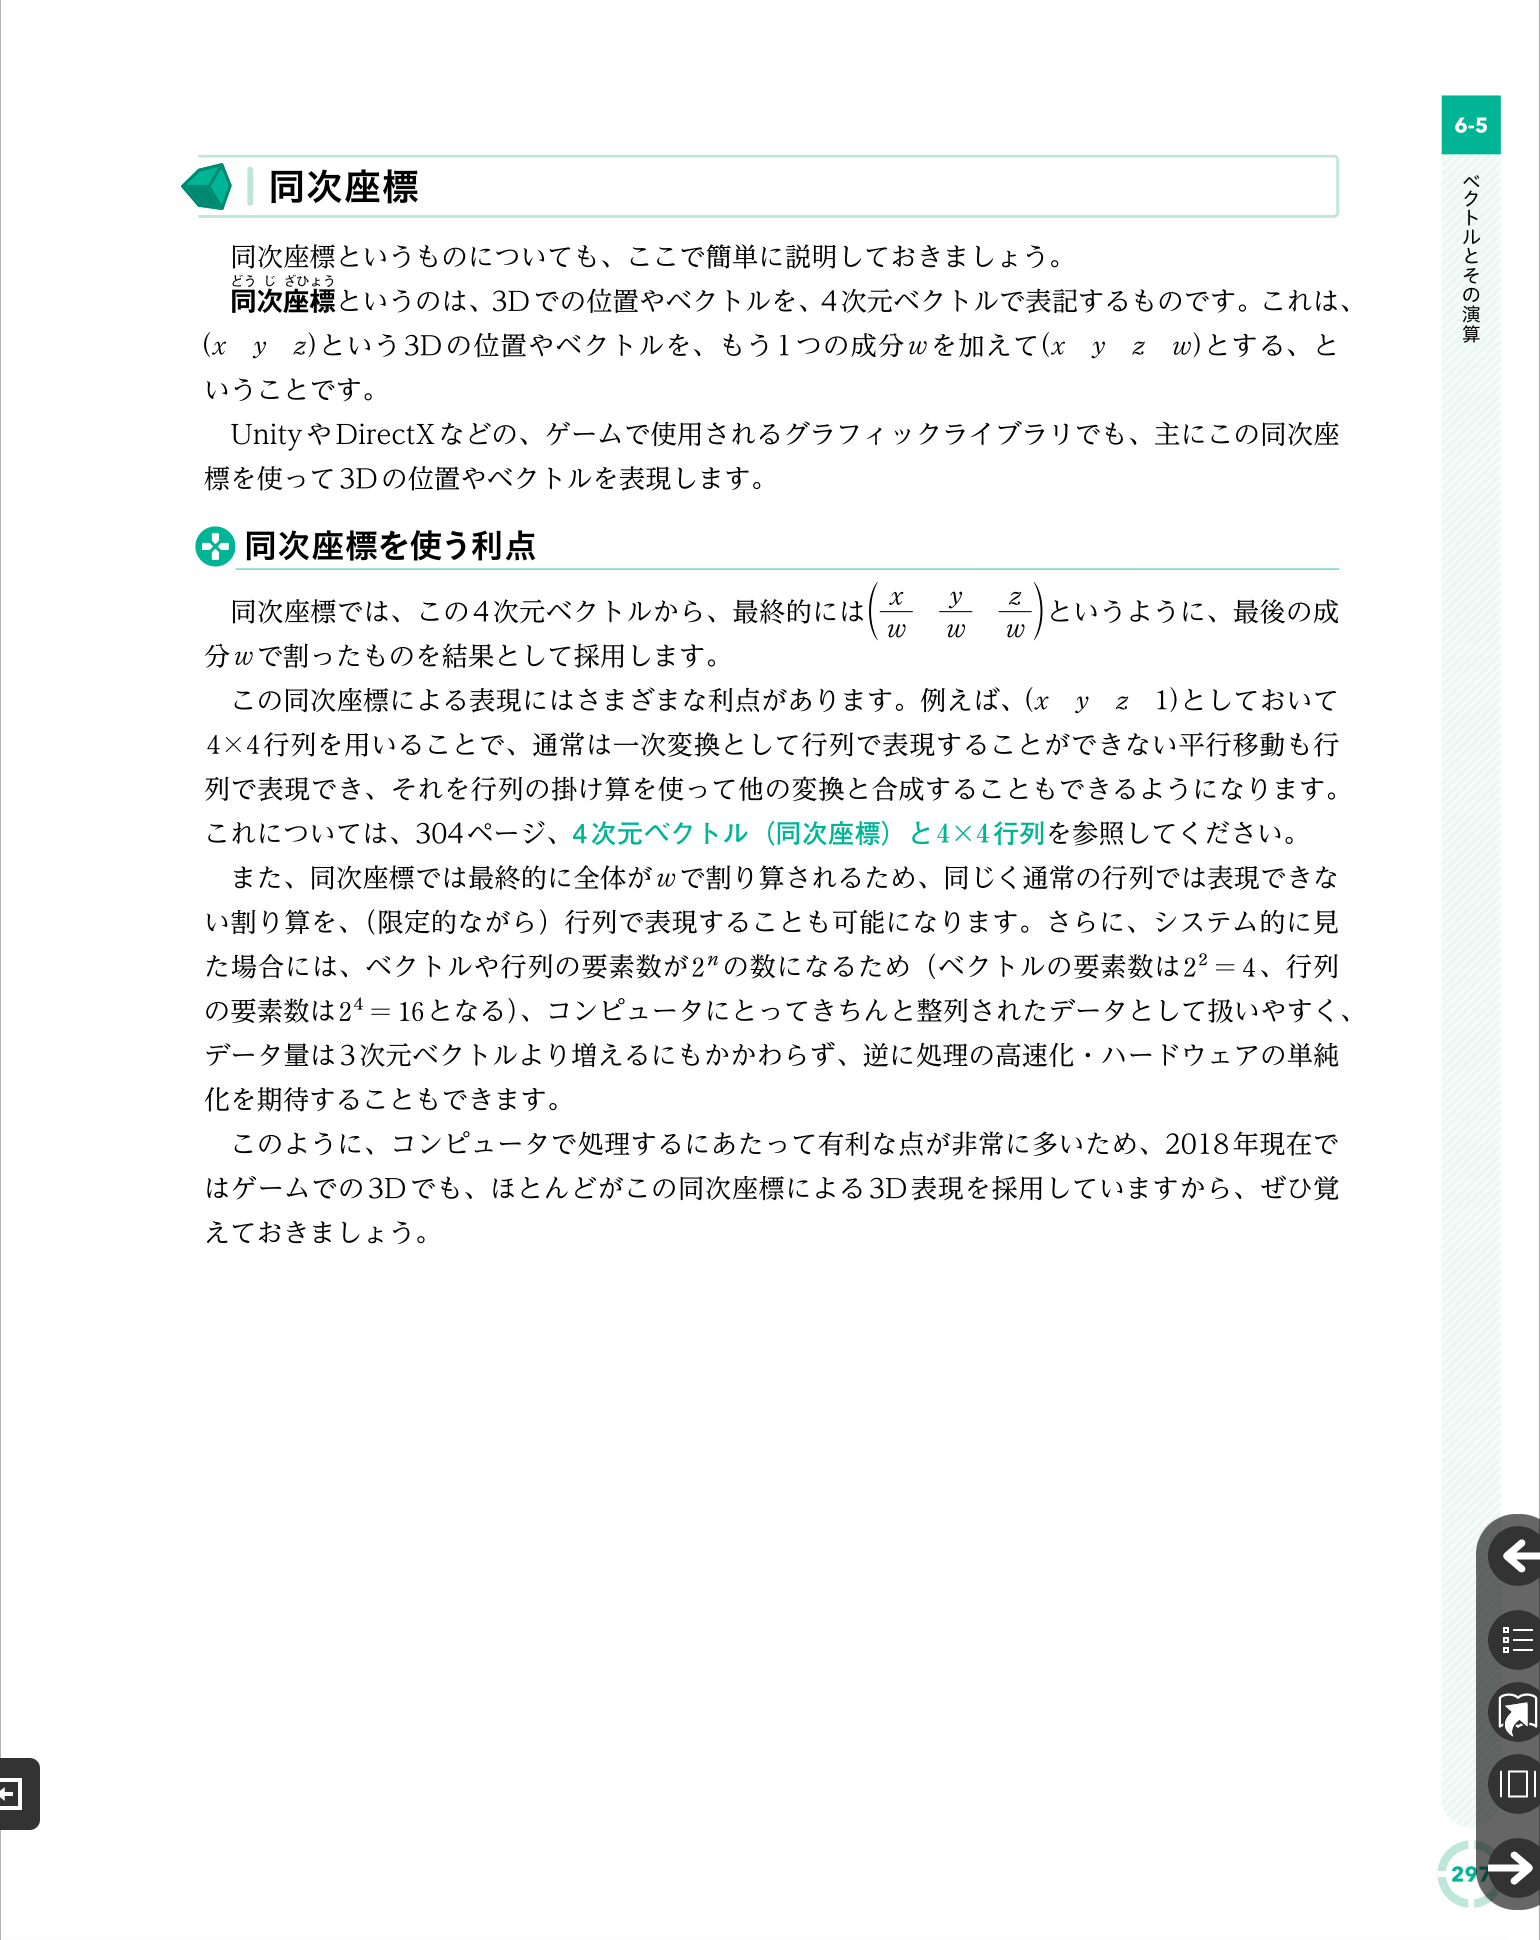 6-5
ベクトルとその演算
同次座標
同次座標というものについても、ここで簡単に説明しておきましょう。
どうじざひょう
同次座標というのは、3Dでの位置やベクトルを、4次元ベクトルで表記するものです。これは、
(x y z)という3Dの位置やベクトルを、もう1つの成分wを加えて(x y z w)とする、と
いうことです。
UnityやDirectXなどの、ゲームで使用されるグラフィックライブラリでも、主にこの同次座
標を使って3Dの位置やベクトルを表現します。
同次座標を使う利点
同次座標では、この4次元ベクトルから、最終的には(x/w y/w z/w)というように、最後の成
分wで割ったものを結果として採用します。
この同次座標による表現にはさまざまな利点があります。例えば、(x y z 1)としておいて
4×4行列を用いることで、通常は一次変換として行列で表現することができない平行移動も行
列で表現でき、それを行列の掛け算を使って他の変換と合成することもできるようになります。
これについては、304ページ、4次元ベクトル（同次座標）と4×4行列を参照してください。
また、同次座標では最終的に全体がwで割り算されるため、同じく通常の行列では表現できな
い割り算を、（限定的ながら）行列で表現することも可能になります。さらに、システム的に見
た場合には、ベクトルや行列の要素数が2ⁿの数になるため（ベクトルの要素数は2² = 4、行列
の要素数は2⁴ = 16となる）、コンピュータにとってきちんと整列されたデータとして扱いやすく、
データ量は3次元ベクトルより増えるにもかかわらず、逆に処理の高速化・ハードウェアの単純
化を期待することもできます。
このように、コンピュータで処理するにあたって有利な点が非常に多いため、2018年現在で
はゲームでの3Dでも、ほとんどがこの同次座標による3D表現を採用していますから、ぜひ覚
えておきましょう。
297